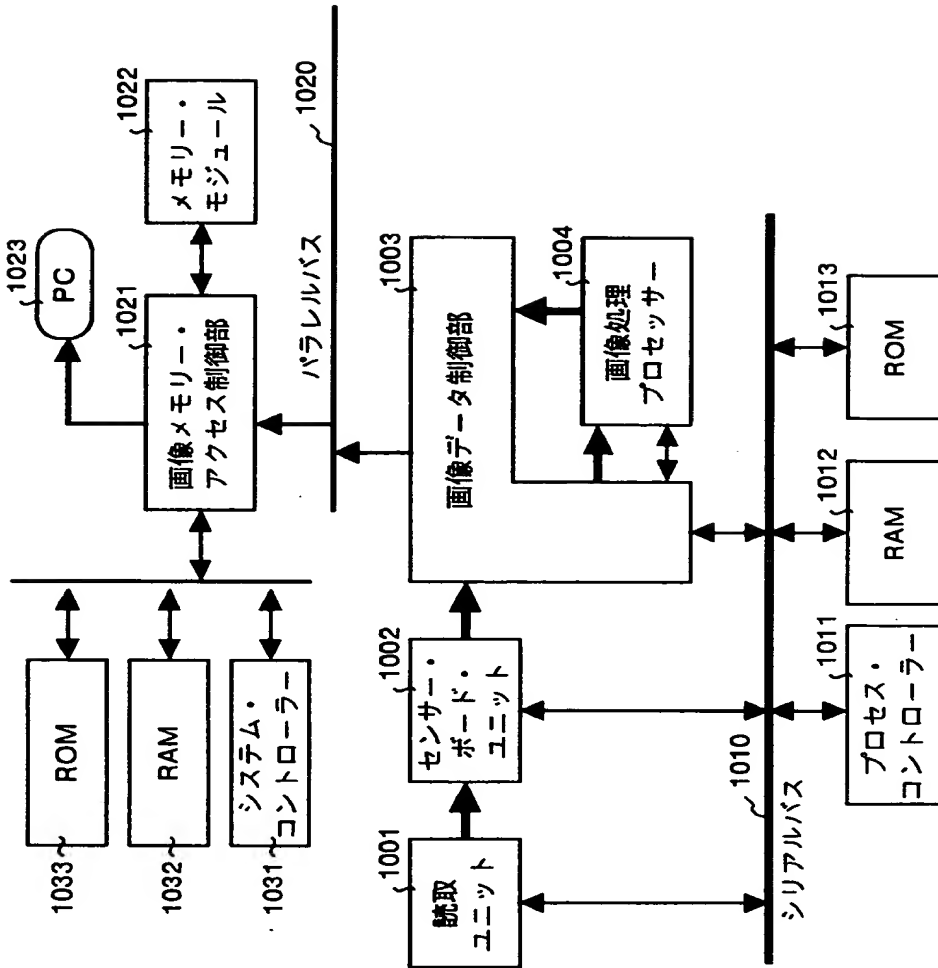 1023
PC
1022
メモリー・
モジュール
1021
画像メモリー・
アクセス制御部
1020
パラレルバス
ROM
1033
RAM
1032
システム・
コントローラー
1031
1001
読取
ユニット
1002
センサー・
ボード・
ユニット
1003
画像データ制御部
1004
画像処理
プロセッサー
1010
シリアルバス
1011
プロセス・
コントローラー
1012
RAM
1013
ROM